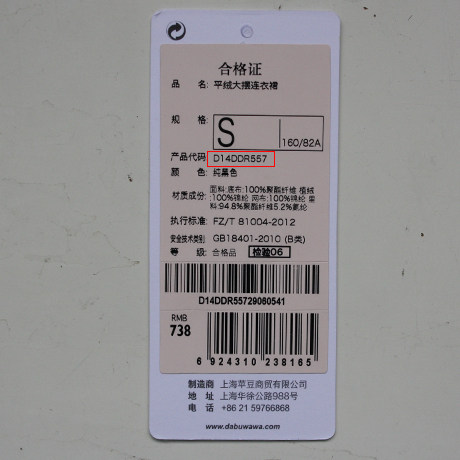 合格证
品 名: 平绒大摆连衣裙
规 格: S 160/82A
产品代码: D14DDR557
颜 色: 纯黑色
材质成份: 面料:底布:100%聚酯纤维 植绒
:100%锦纶 网布:100%锦纶 里
料:94.8%聚酯纤维5.2%氨纶
执行标准: FZ/T 81004-2012
安全技术类别: GB18401-2010 (B类)
等 级: 合格品 检验06
D14DDR55729060541
RMB
738
6 924310 238165
制造商 上海苹豆商贸有限公司
地 址 上海华徐公路988号
电 话 +86 21 59766868
www.dabuwawa.com